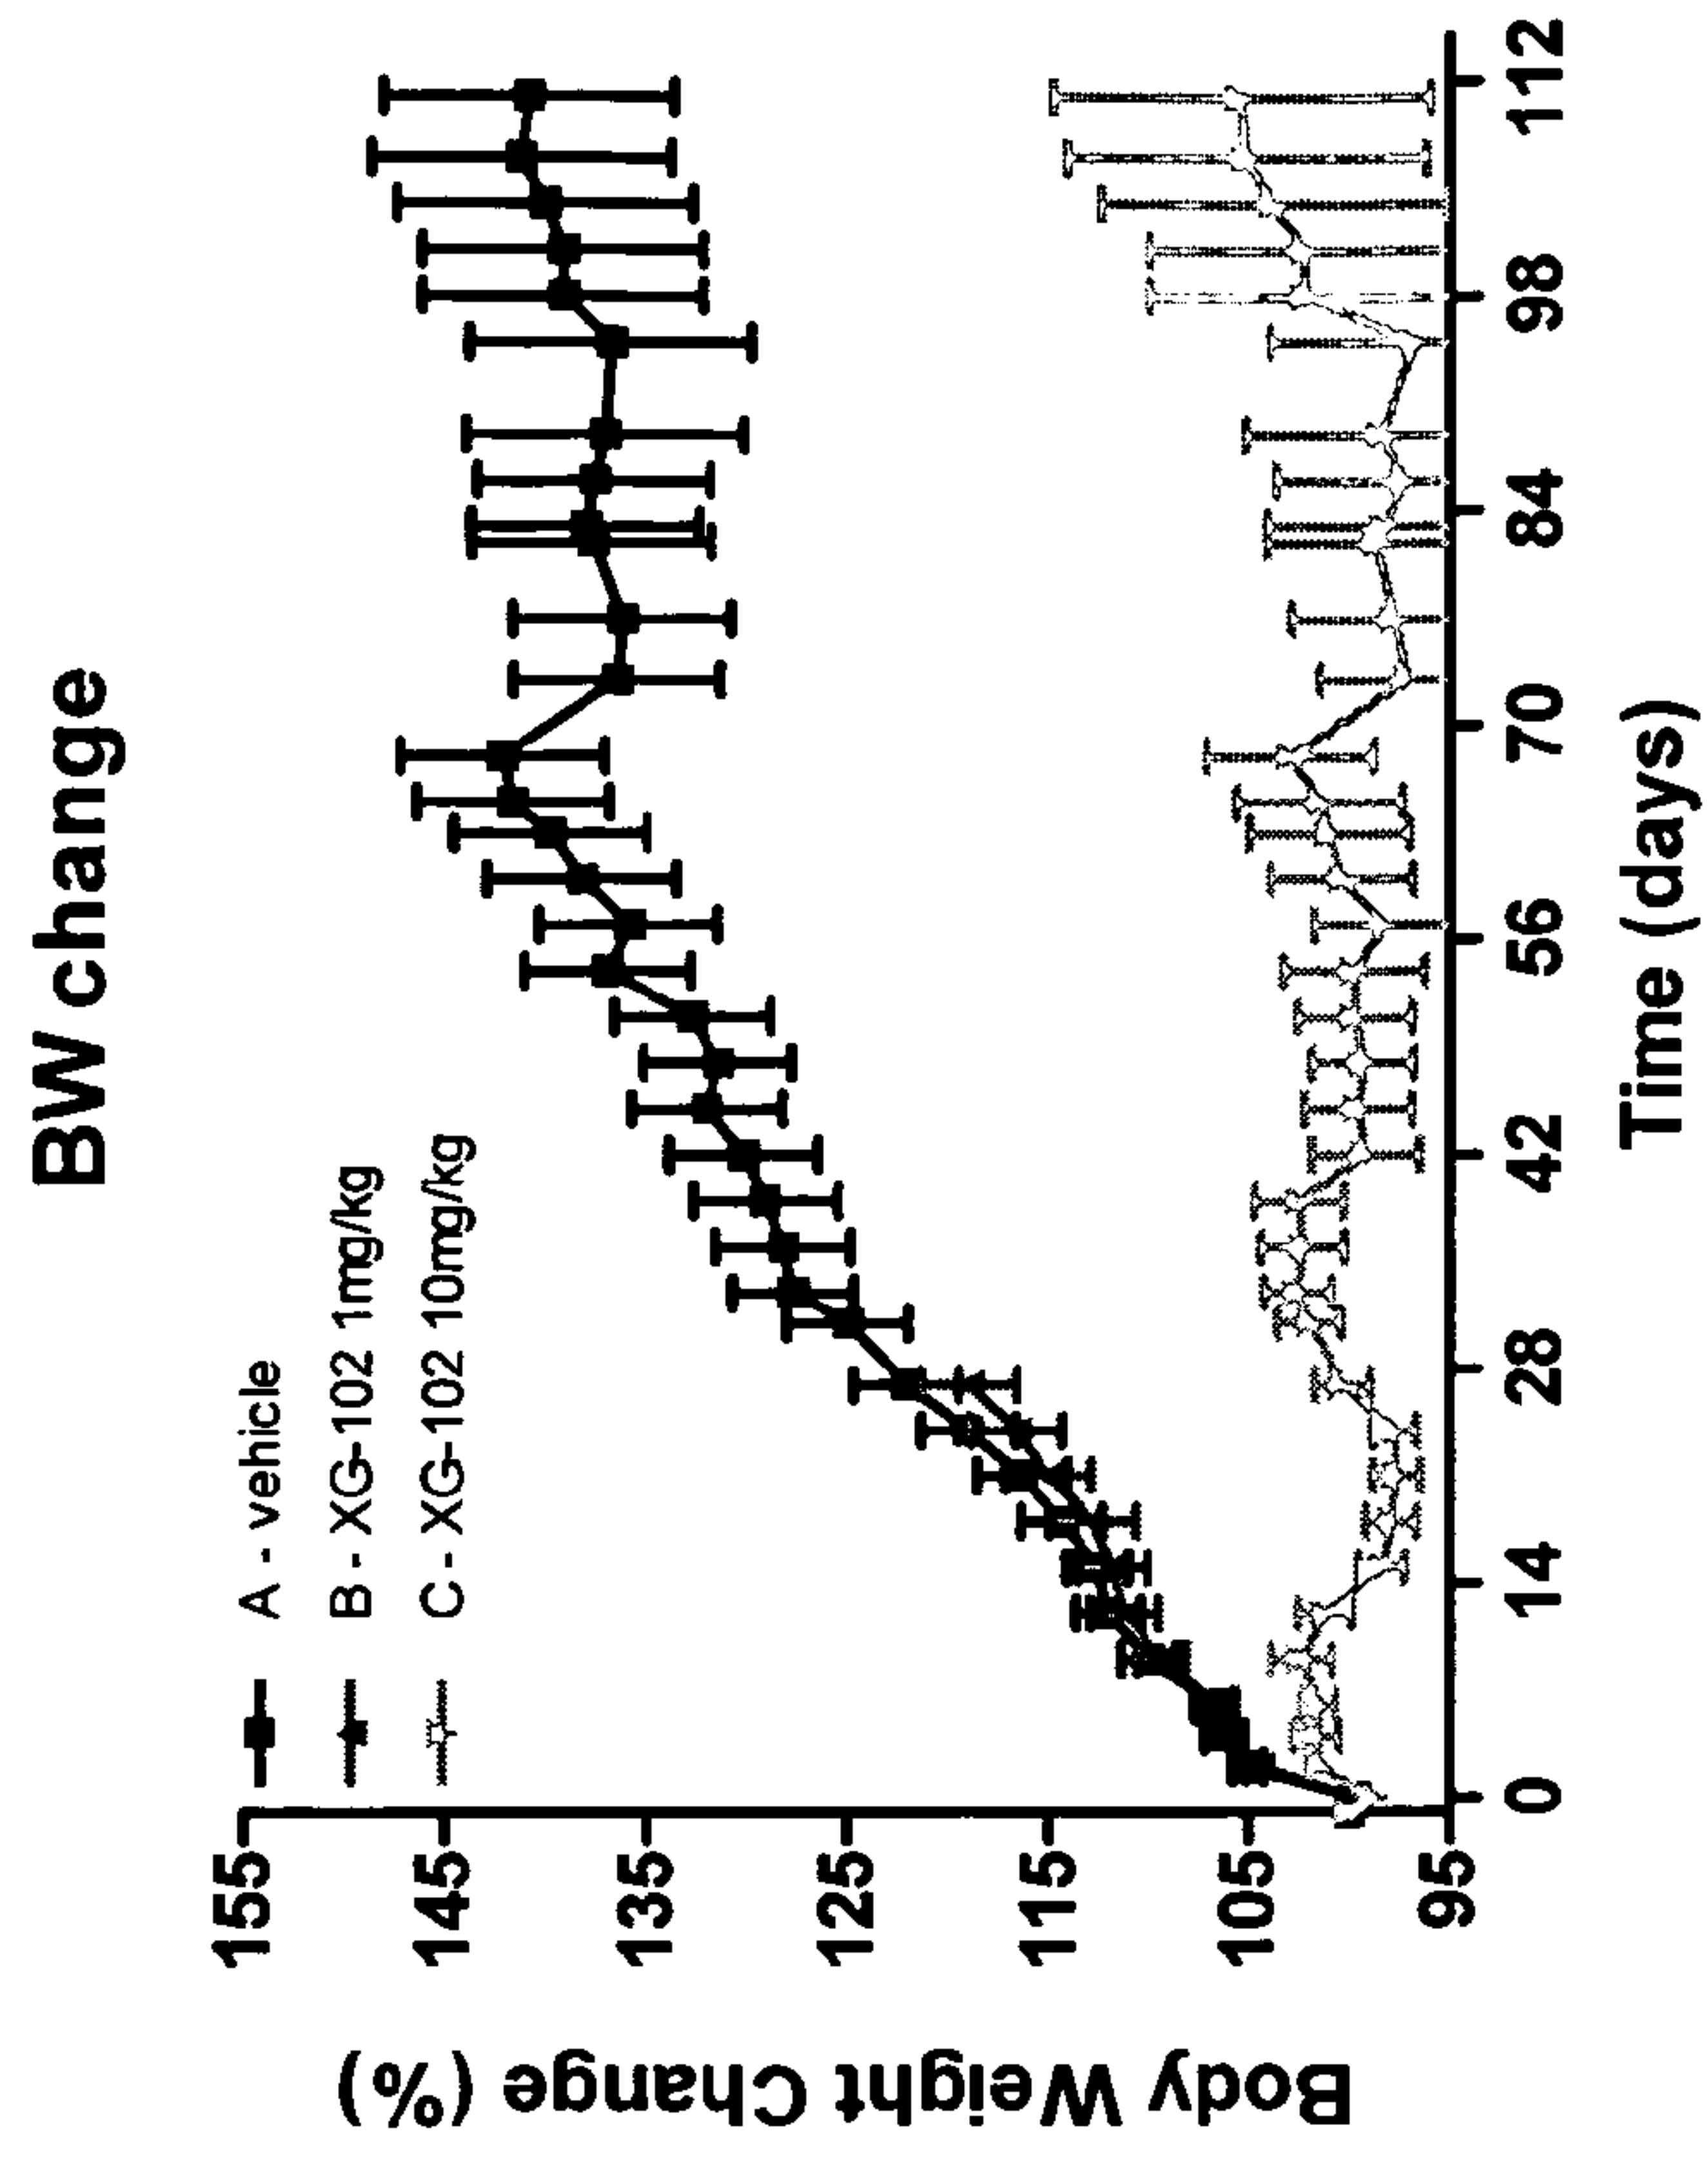 BW change
A - vehicle
B - XG-102 1mg/kg
C - XG-102 10mg/kg
Body Weight Change (%)
155
145
135
125
115
105
95
0 14 28 42 56 70 84 98 112
Time (days)